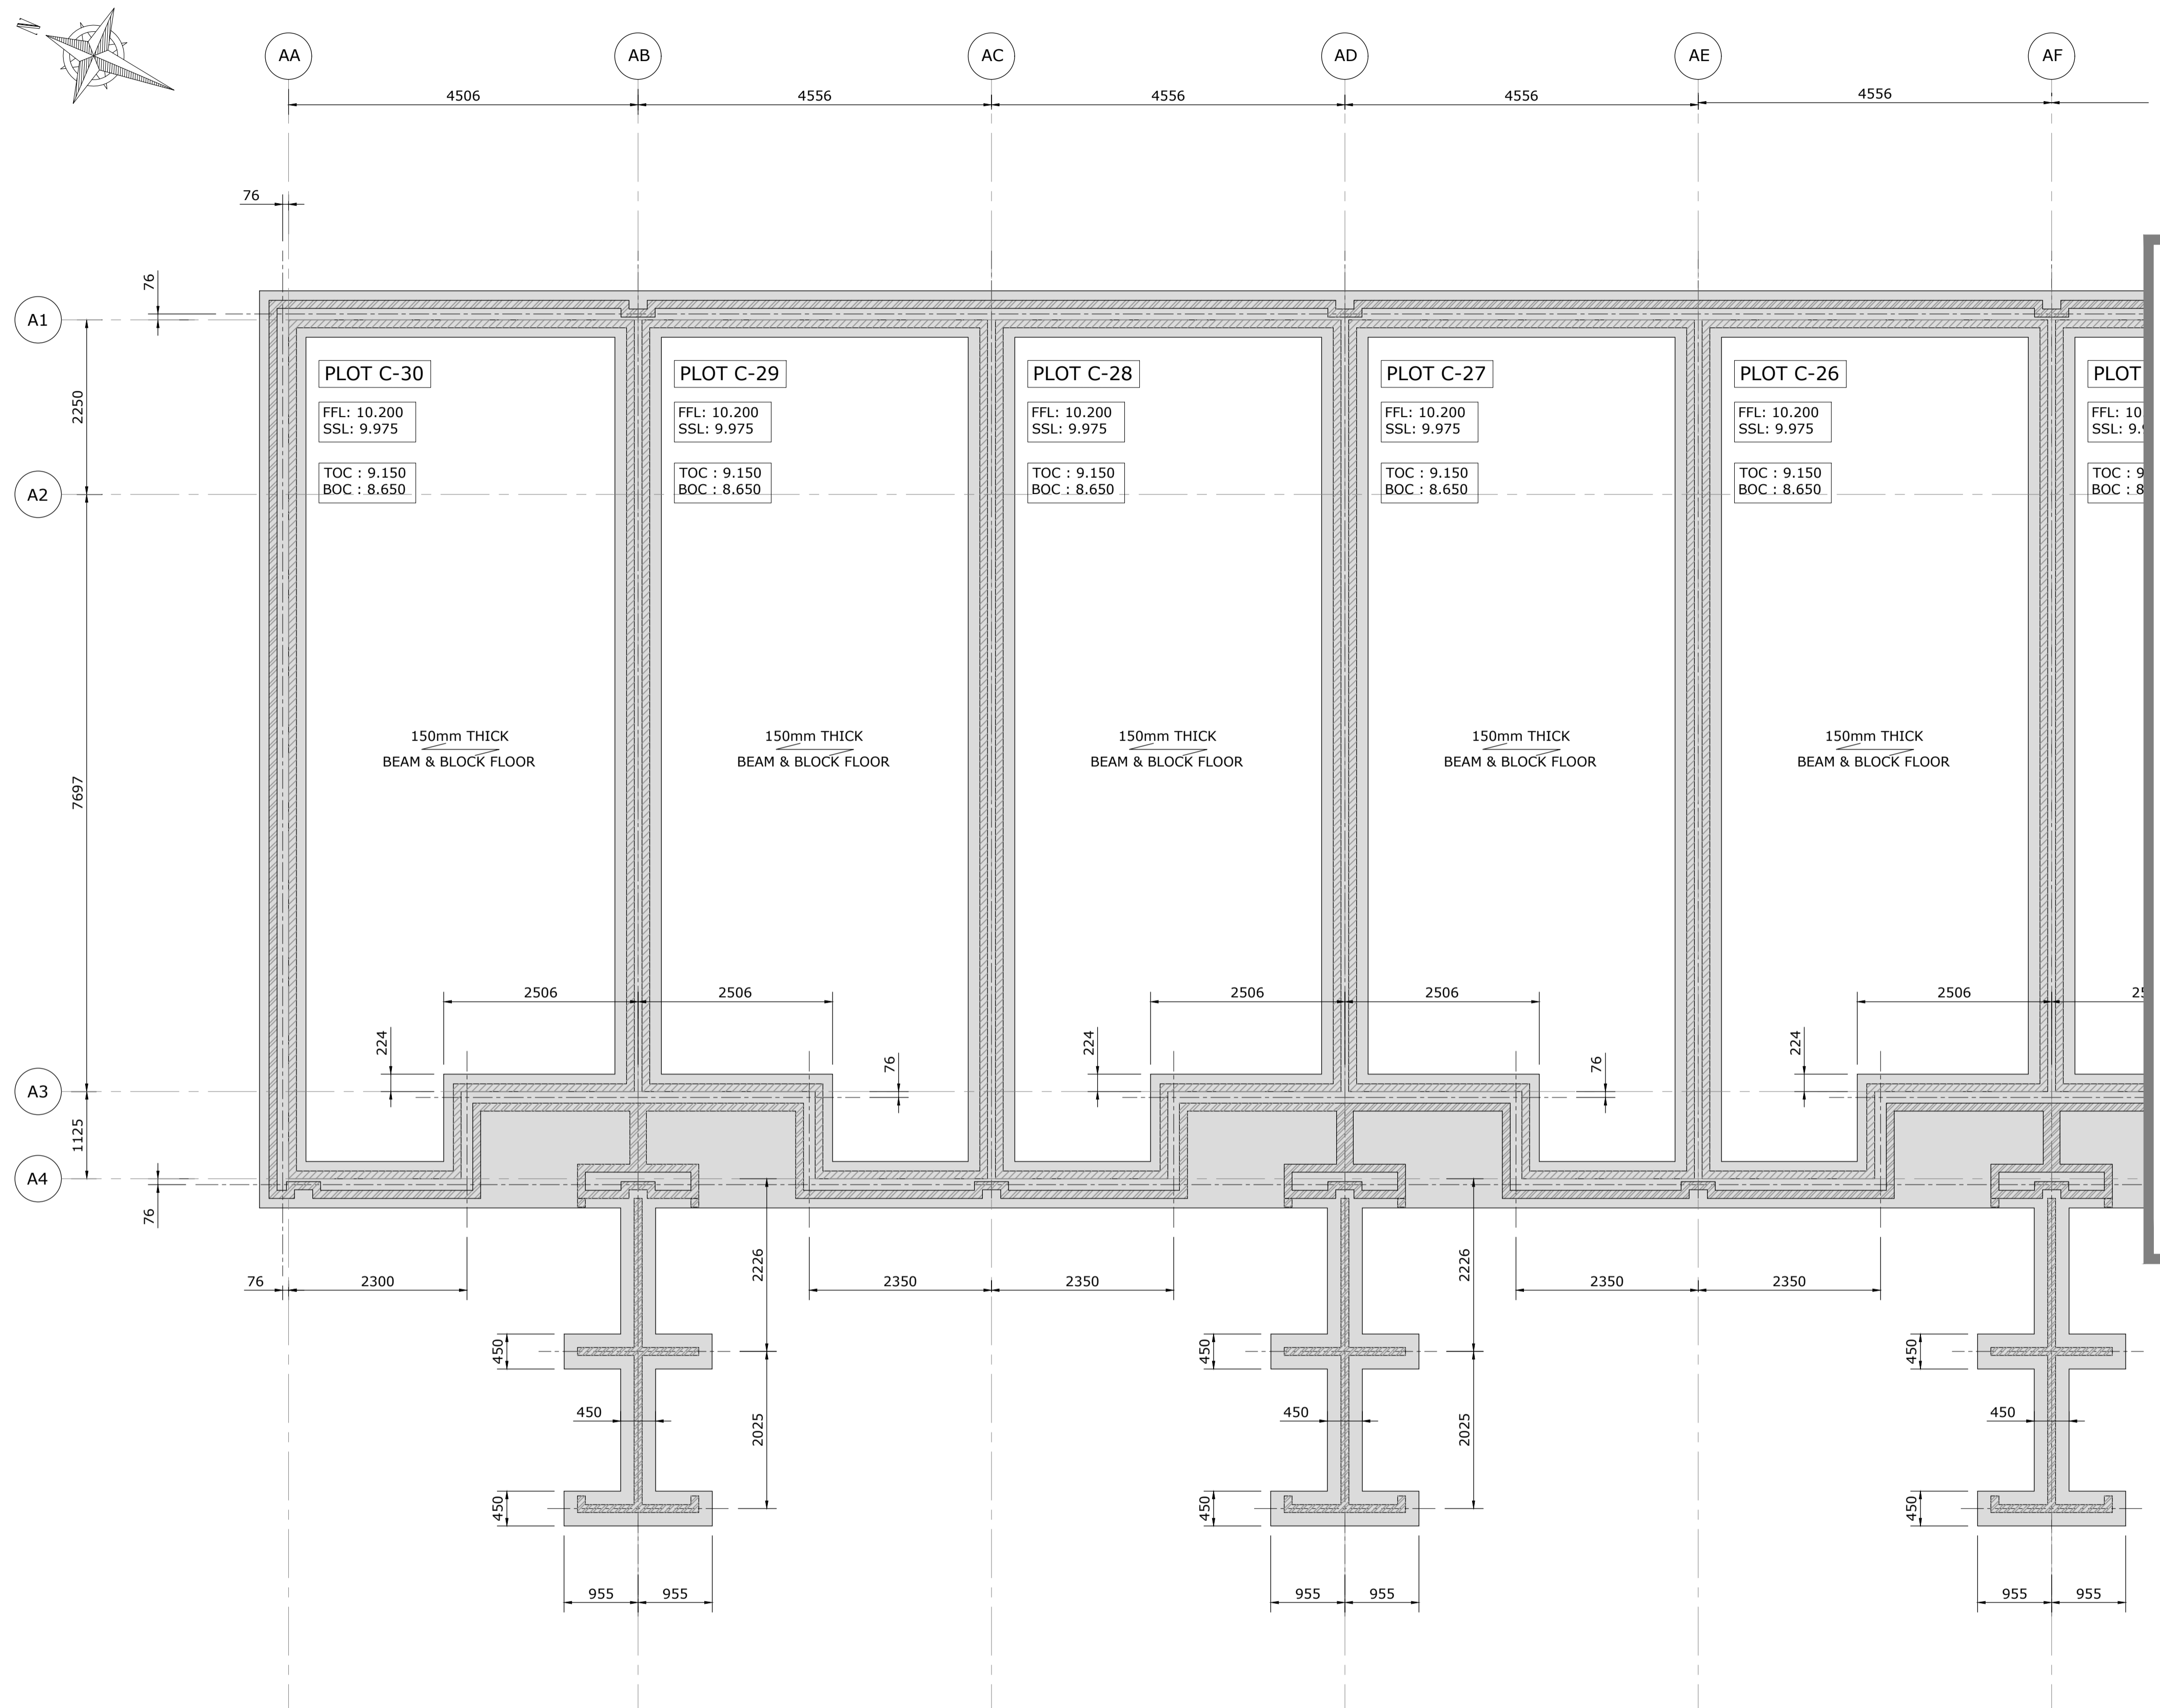 N
AA
AB
AC
AD
AE
AF
4506
4556
4556
4556
4556
76
76
A1
2250
A2
7697
A3
1125
A4
76
PLOT C-30
FFL: 10.200
SSL: 9.975
TOC : 9.150
BOC : 8.650
PLOT C-29
FFL: 10.200
SSL: 9.975
TOC : 9.150
BOC : 8.650
PLOT C-28
FFL: 10.200
SSL: 9.975
TOC : 9.150
BOC : 8.650
PLOT C-27
FFL: 10.200
SSL: 9.975
TOC : 9.150
BOC : 8.650
PLOT C-26
FFL: 10.200
SSL: 9.975
TOC : 9.150
BOC : 8.650
PLOT
FFL:
SSL:
TOC :
BOC :
150mm THICK
BEAM & BLOCK FLOOR
150mm THICK
BEAM & BLOCK FLOOR
150mm THICK
BEAM & BLOCK FLOOR
150mm THICK
BEAM & BLOCK FLOOR
150mm THICK
BEAM & BLOCK FLOOR
2506
2506
2506
2506
2506
224
76
224
76
224
76
2300
2226
2350
2350
2226
2350
2350
450
450
450
450
2025
450
2025
450
450
450
450
955
955
955
955
955
955